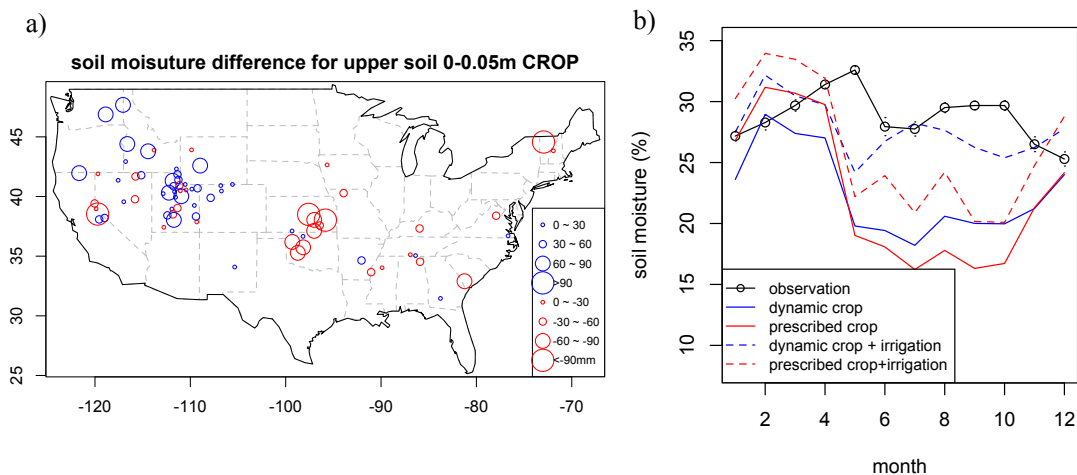 a)
soil moisuture difference for upper soil 0-0.05m CROP
45
40
35
30
25
-120 -110 -100 -90 -80 -70
0 ~ 30
30 ~ 60
60 ~ 90
>90
0 ~ -30
-30 ~ -60
-60 ~ -90
<-90mm
b)
soil moisture (%)
35
30
25
20
15
10
observation
dynamic crop
prescribed crop
dynamic crop + irrigation
prescribed crop+irrigation
2 4 6 8 10 12
month